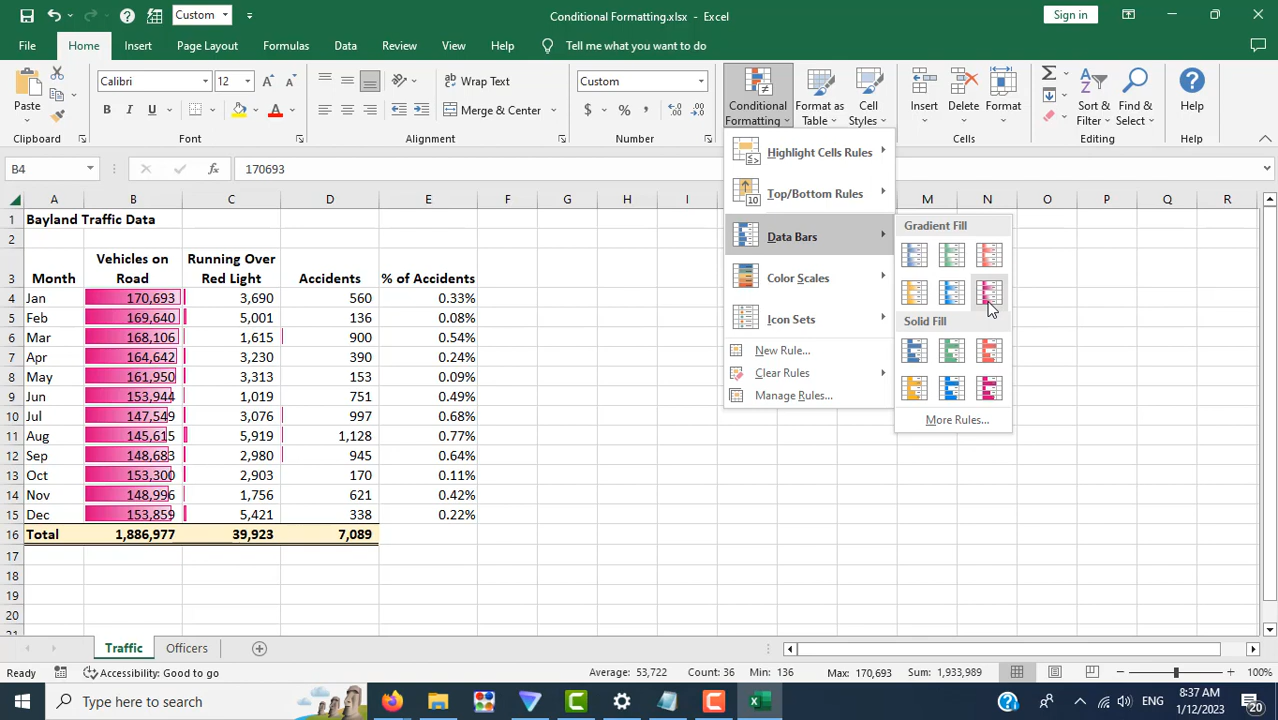 Custom
Conditional Formatting.xlsx - Excel
Sign in
File Home Insert Page Layout Formulas Data Review View Help Tell me what you want to do
Paste
Clipboard
Calibri 12
B I U A
Font
Wrap Text
Merge & Center
Alignment
Custom
$ % ,
Number
Conditional Formatting
Format as Table
Cell Styles
Insert Delete Format
Cells
Sort & Filter
Find & Select
Editing
Help
Help
B4 fx 170693
Highlight Cells Rules
Top/Bottom Rules
Data Bars
Color Scales
Icon Sets
New Rule...
Clear Rules
Manage Rules...
Gradient Fill
Solid Fill
More Rules...
A B C D E F G H I M N O P Q R
1 Bayland Traffic Data
2
3 Month Vehicles on Road Running Over Red Light Accidents % of Accidents
4 Jan 170,693 3,690 560 0.33%
5 Feb 169,640 5,001 136 0.08%
6 Mar 168,106 1,615 900 0.54%
7 Apr 164,642 3,230 390 0.24%
8 May 161,950 3,313 153 0.09%
9 Jun 153,944 1,019 751 0.49%
10 Jul 147,549 3,076 997 0.68%
11 Aug 145,615 5,919 1,128 0.77%
12 Sep 148,683 2,980 945 0.64%
13 Oct 153,300 2,903 170 0.11%
14 Nov 148,996 1,756 621 0.42%
15 Dec 153,859 5,421 338 0.22%
16 Total 1,886,977 39,923 7,089
17
18
19
20
Traffic Officers
Ready Accessibility: Good to go Average: 53,722 Count: 36 Min: 136 Max: 170,693 Sum: 1,933,989 100%
Type here to search
ENG
8:37 AM
1/12/2023
20